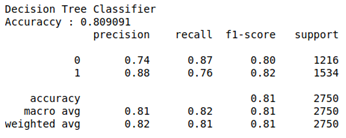 Decision Tree Classifier
Accuraccy : 0.809091
precision recall f1-score support
0 0.74 0.87 0.80 1216
1 0.88 0.76 0.82 1534
accuracy 0.81 2750
macro avg 0.81 0.82 0.81 2750
weighted avg 0.82 0.81 0.81 2750